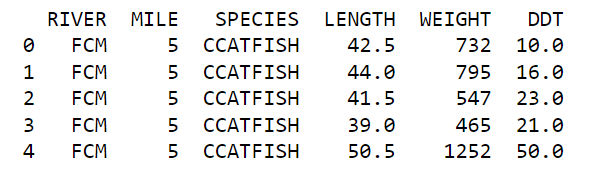 RIVER MILE SPECIES LENGTH WEIGHT DDT
0 FCM 5 CCATFISH 42.5 732 10.0
1 FCM 5 CCATFISH 44.0 795 16.0
2 FCM 5 CCATFISH 41.5 547 23.0
3 FCM 5 CCATFISH 39.0 465 21.0
4 FCM 5 CCATFISH 50.5 1252 50.0